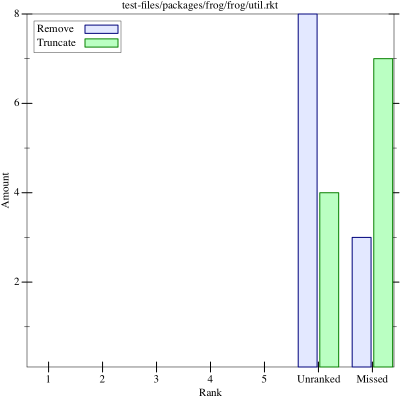 test-files/packages/frog/frog/util.rkt
Remove
Truncate
8
6
4
2
Amount
1 2 3 4 5 Unranked Missed
Rank